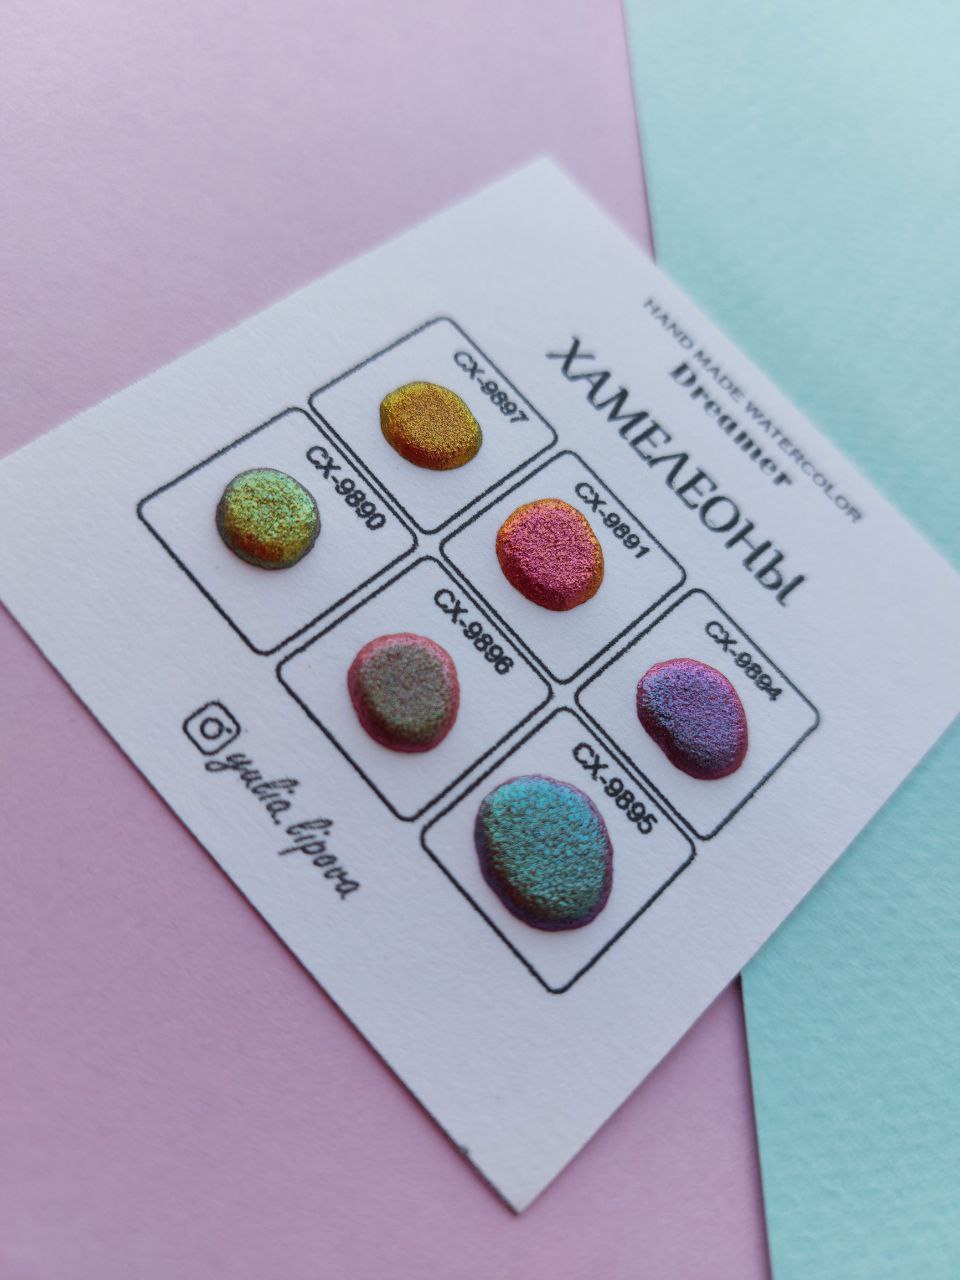 HAND MADE WATERCOLOR
Dreamer
ХАМЕЛЕОНЫ
CX-9897
CX-9891
CX-9894
CX-9890
CX-9896
CX-9895
yulia.lipova